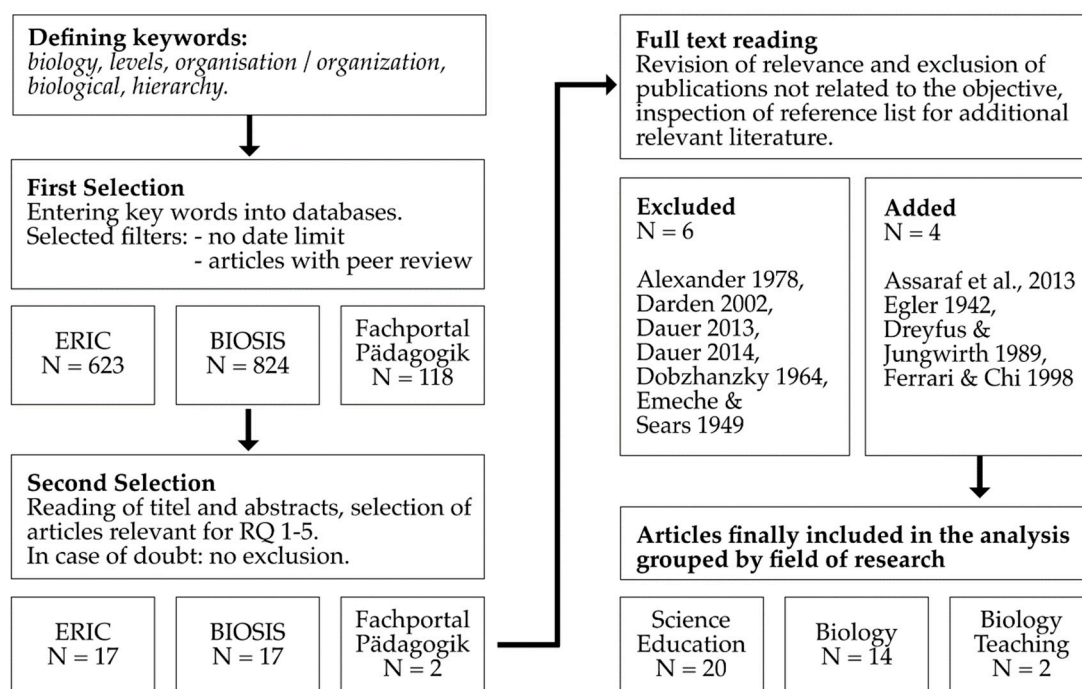 Defining keywords:
biology, levels, organisation / organization,
biological, hierarchy.
First Selection
Entering key words into databases.
Selected filters: - no date limit
- articles with peer review
ERIC
N = 623
BIOSIS
N = 824
Fachportal
Pädagogik
N = 118
Second Selection
Reading of titel and abstracts, selection of
articles relevant for RQ 1-5.
In case of doubt: no exclusion.
ERIC
N = 17
BIOSIS
N = 17
Fachportal
Pädagogik
N = 2
Full text reading
Revision of relevance and exclusion of
publications not related to the objective,
inspection of reference list for additional
relevant literature.
Excluded
N = 6
Alexander 1978,
Darden 2002,
Dauer 2013,
Dauer 2014,
Dobzhanzky 1964,
Emeche &
Sears 1949
Added
N = 4
Assaraf et al., 2013
Egler 1942,
Dreyfus &
Jungwirth 1989,
Ferrari & Chi 1998
Articles finally included in the analysis
grouped by field of research
Science
Education
N = 20
Biology
N = 14
Biology
Teaching
N = 2